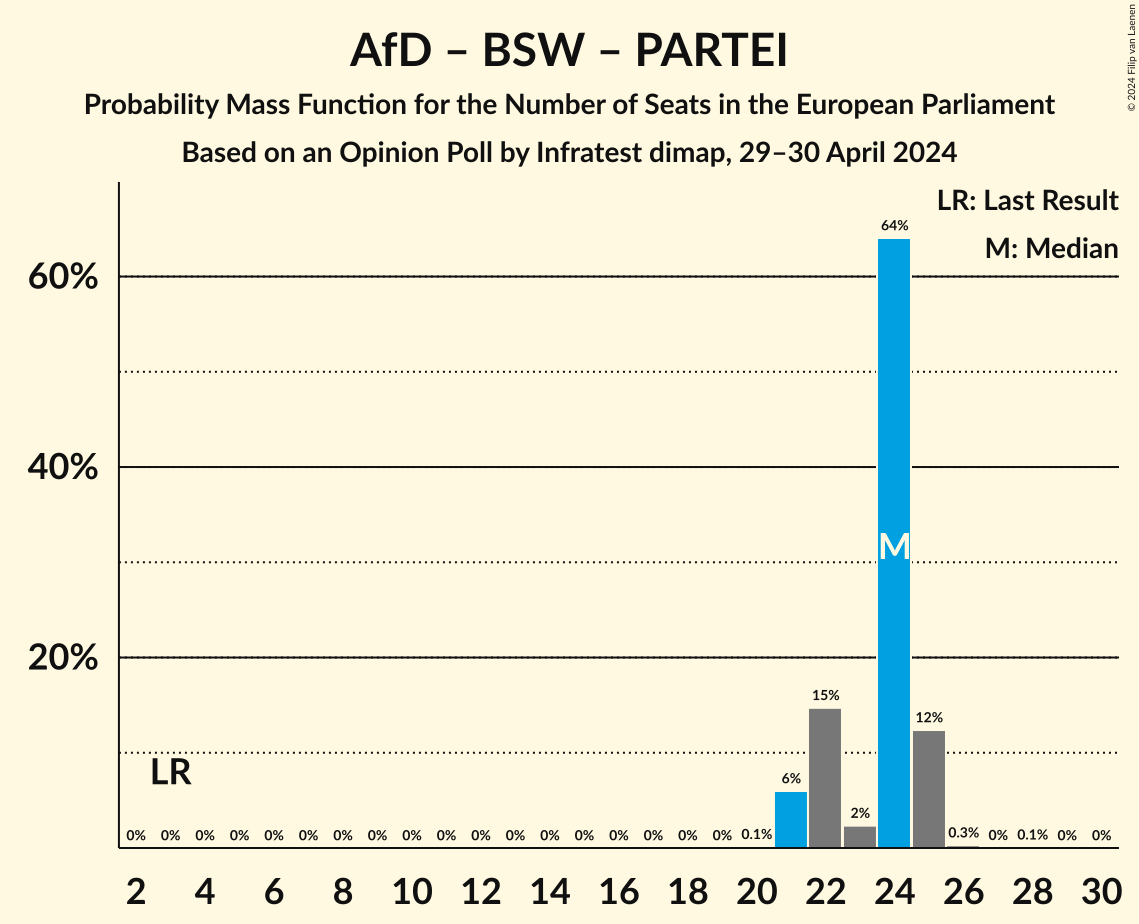 AfD – BSW – PARTEI
Probability Mass Function for the Number of Seats in the European Parliament
Based on an Opinion Poll by Infratest dimap, 29–30 April 2024
© 2024 Filip van Laenen
LR: Last Result
M: Median
64%
60%
40%
M
20%
15%
12%
LR
6%
2%
0% 0% 0% 0% 0% 0% 0% 0% 0% 0% 0% 0% 0% 0% 0% 0% 0% 0% 0.1% 0.3% 0% 0.1% 0% 0%
2 4 6 8 10 12 14 16 18 20 22 24 26 28 30